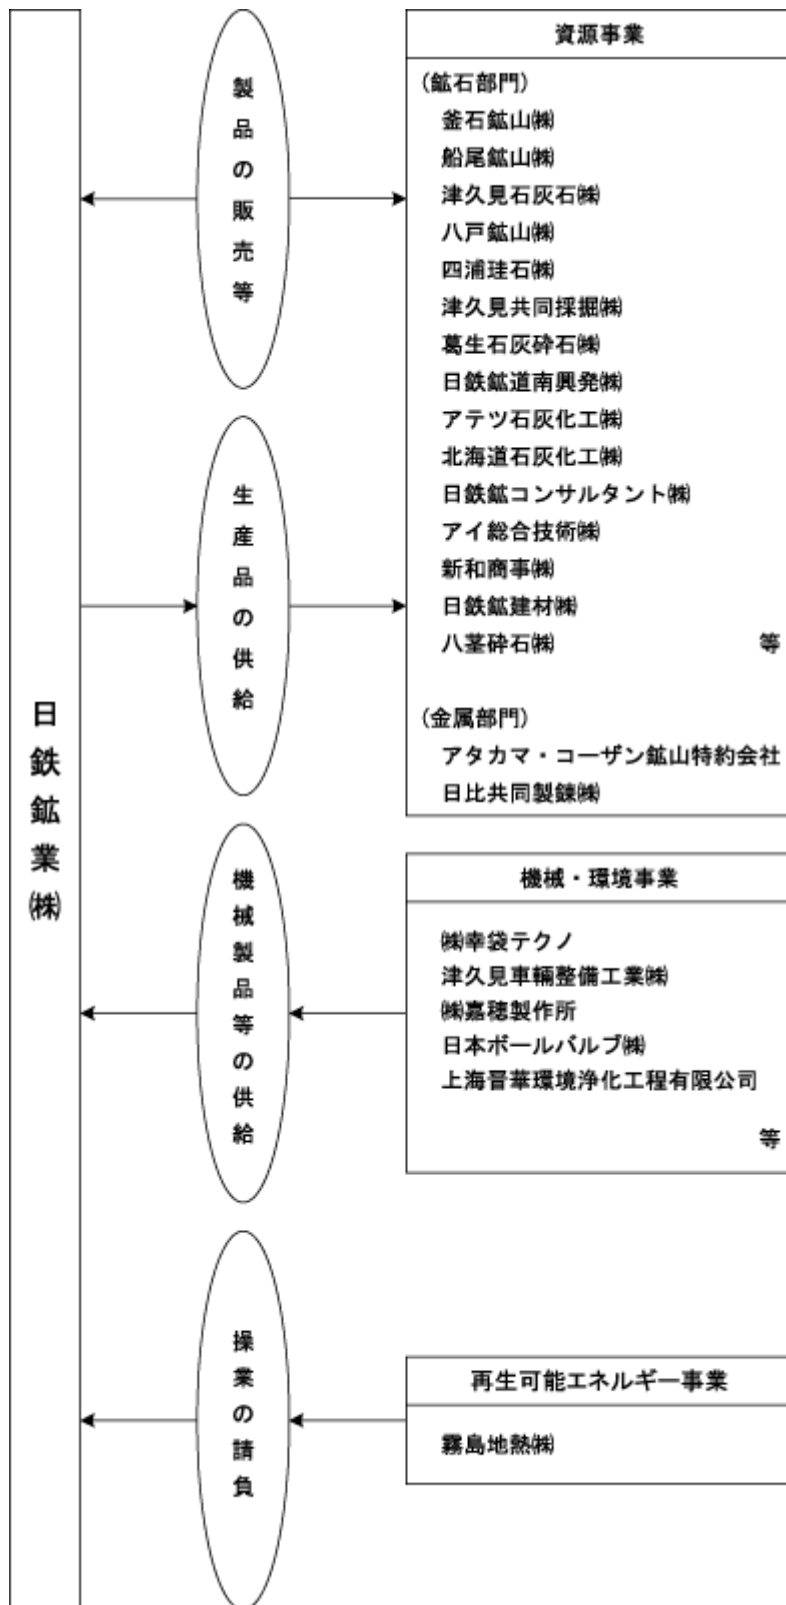 日鉄鉱業㈱
製品の販売等
生産品の供給
機械製品等の供給
操業の請負
資源事業
(鉱石部門)
釜石鉱山㈱
船尾鉱山㈱
津久見石灰石㈱
八戸鉱山㈱
四浦珪石㈱
津久見共同採掘㈱
葛生石灰砕石㈱
日鉄鉱道南興発㈱
アテツ石灰化工㈱
北海道石灰化工㈱
日鉄鉱コンサルタント㈱
アイ総合技術㈱
新和商事㈱
日鉄鉱建材㈱
八茎砕石㈱ 等
(金属部門)
アタカマ・コーザン鉱山特約会社
日比共同製錬㈱
機械・環境事業
㈱幸袋テクノ
津久見車輛整備工業㈱
㈱嘉穂製作所
日本ボールバルブ㈱
上海晋華環境浄化工程有限公司
等
再生可能エネルギー事業
霧島地熱㈱